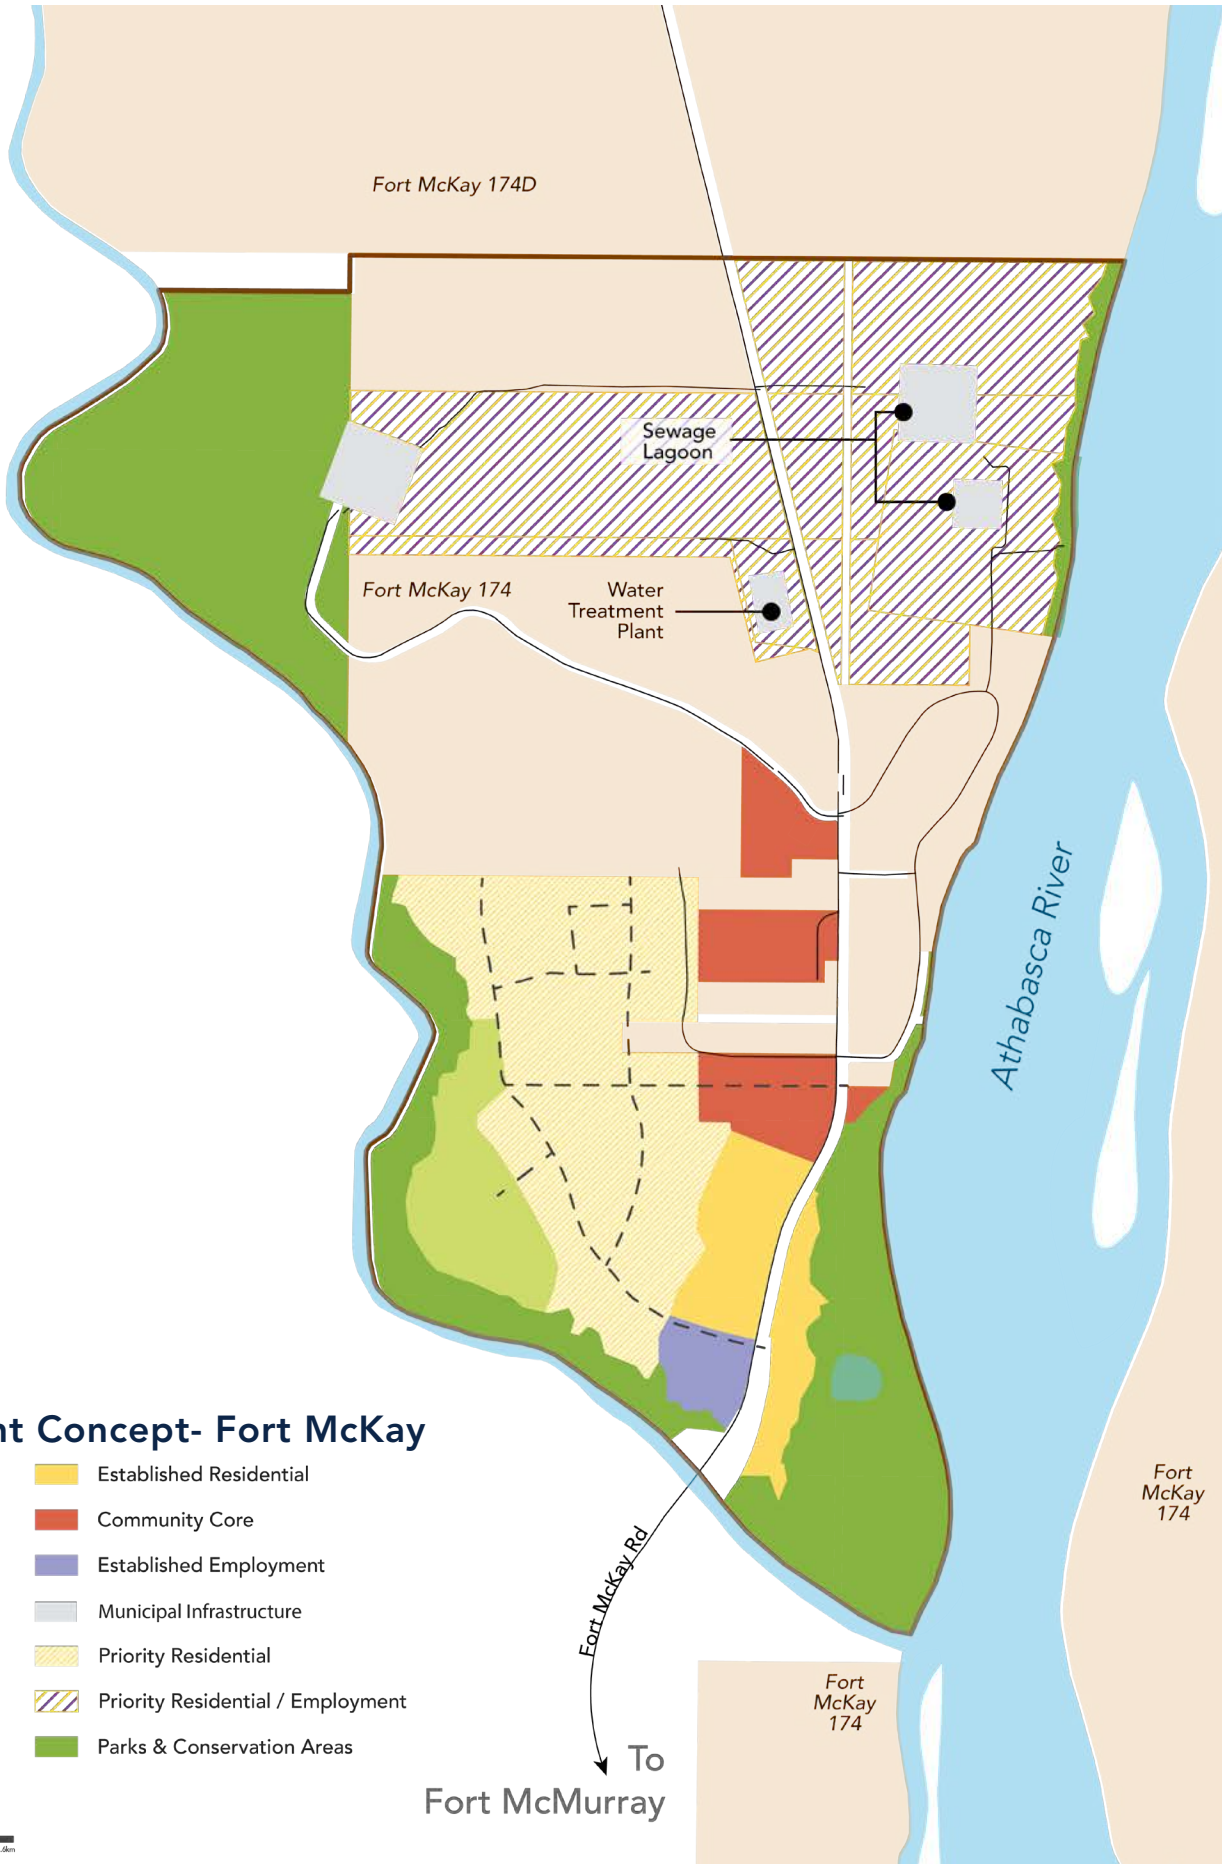 Fort McKay 174D
Sewage
Lagoon
Fort McKay 174
Water
Treatment
Plant
Athabasca River
nt Concept- Fort McKay
Established Residential
Community Core
Established Employment
Municipal Infrastructure
Priority Residential
Priority Residential / Employment
Parks & Conservation Areas
Fort
McKay
174
Fort McKay Rd
Fort
McKay
174
To
Fort McMurray
.6km